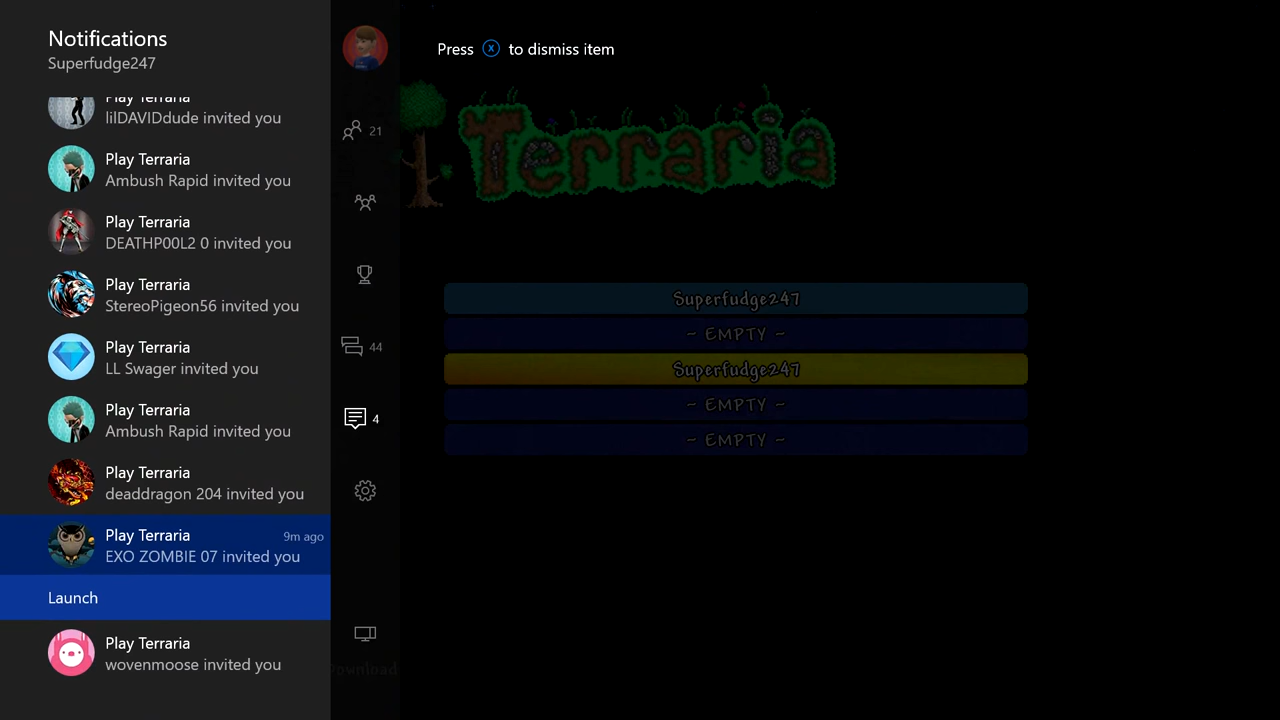 Notifications
Superfudge247
Play Terraria
lilDAVIDdude invited you
Play Terraria
Ambush Rapid invited you
Play Terraria
DEATHP00L2 0 invited you
Play Terraria
StereoPigeon56 invited you
Play Terraria
LL Swager invited you
Play Terraria
Ambush Rapid invited you
Play Terraria
deaddragon 204 invited you
Play Terraria
9m ago
EXO ZOMBIE 07 invited you
Launch
Play Terraria
wovenmoose invited you
21
44
4
Download
Press X to dismiss item
Terraria
Superfudge247
~ EMPTY ~
Superfudge247
~ EMPTY ~
~ EMPTY ~